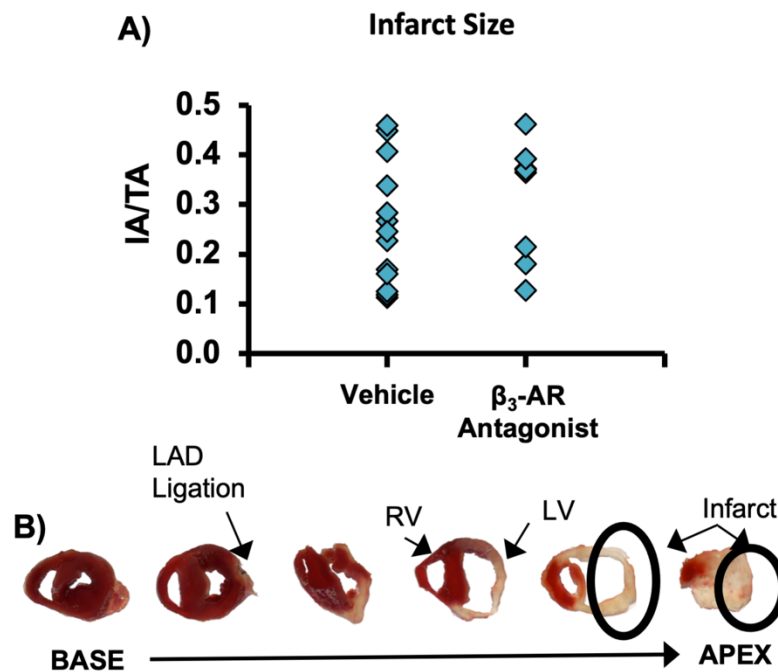 A)
Infarct Size
IA/TA
0.5
0.4
0.3
0.2
0.1
0.0
Vehicle
β₃-AR
Antagonist
B)
LAD
Ligation
RV
LV
Infarct
BASE
APEX